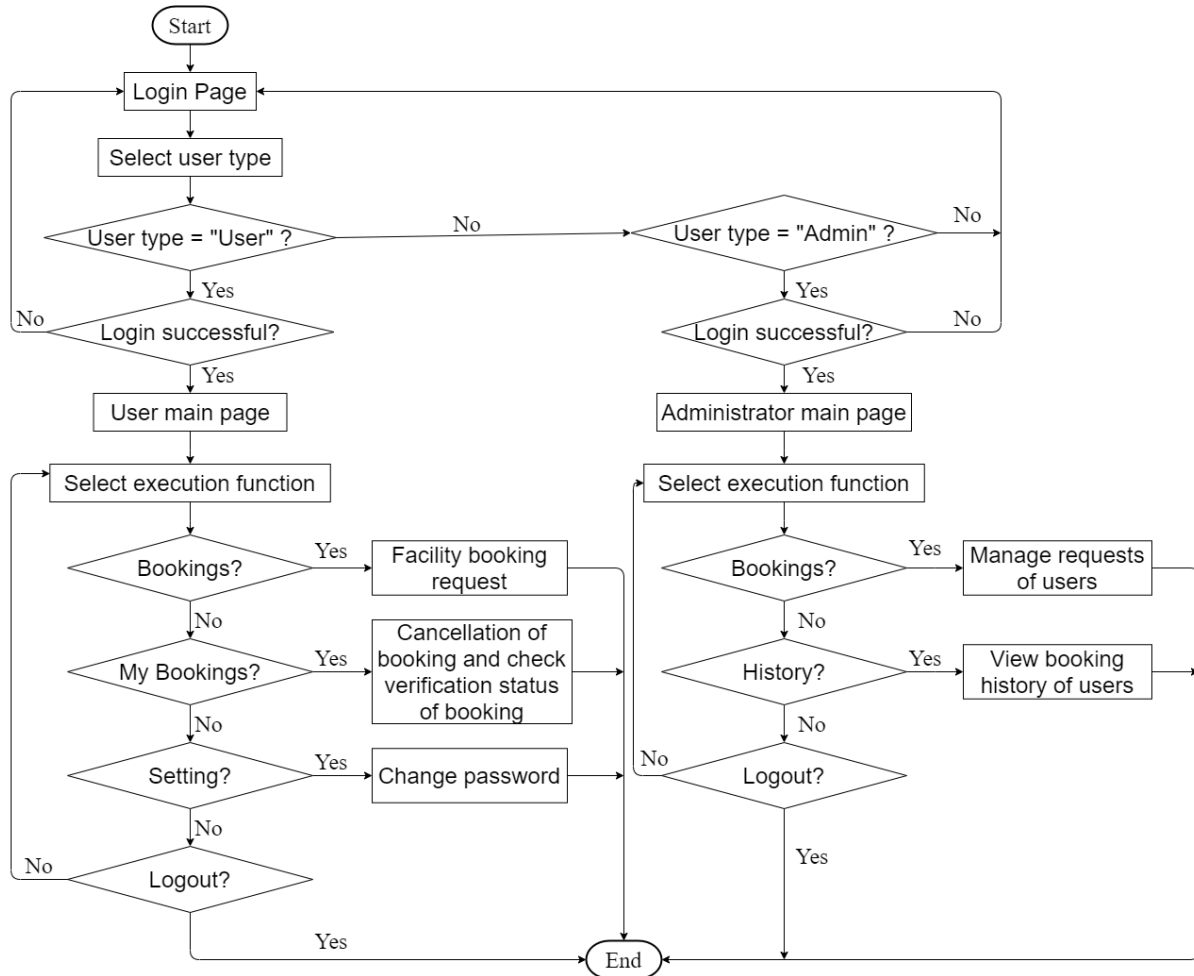 Start
Login Page
Select user type
User type = "User" ?
No
User type = "Admin" ?
No
Yes
Yes
No
Login successful?
Login successful?
No
Yes
Yes
User main page
Administrator main page
Select execution function
Select execution function
Bookings?
Yes
Facility booking
request
Bookings?
Yes
Manage requests
of users
No
No
My Bookings?
Yes
Cancellation of
booking and check
verification status
of booking
History?
Yes
View booking
history of users
No
No
Setting?
Yes
Change password
No
Logout?
No
Yes
No
Logout?
Yes
End